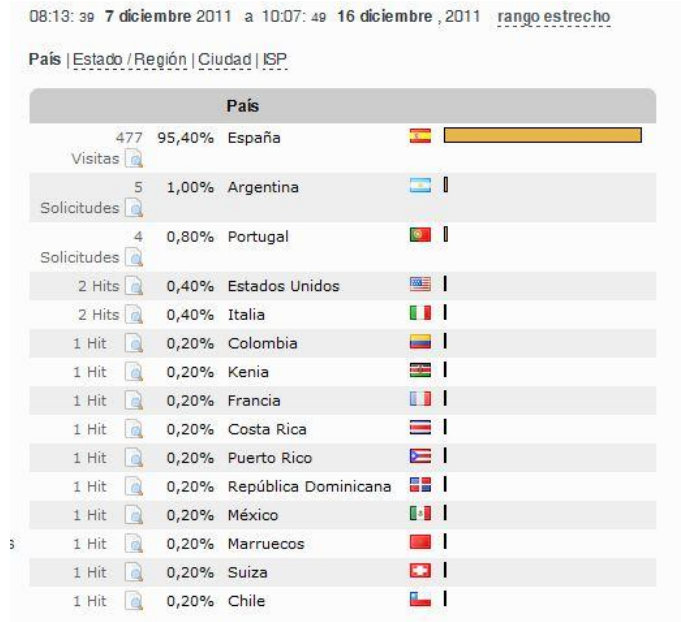 08:13: 39 7 diciembre 2011 a 10:07: 49 16 diciembre , 2011 rango estrecho
País | Estado / Región | Ciudad | ISP
País
477 95,40% España
Visitas
5 1,00% Argentina
Solicitudes
4 0,80% Portugal
Solicitudes
2 Hits 0,40% Estados Unidos
2 Hits 0,40% Italia
1 Hit 0,20% Colombia
1 Hit 0,20% Kenia
1 Hit 0,20% Francia
1 Hit 0,20% Costa Rica
1 Hit 0,20% Puerto Rico
1 Hit 0,20% República Dominicana
1 Hit 0,20% México
s 1 Hit 0,20% Marruecos
1 Hit 0,20% Suiza
1 Hit 0,20% Chile